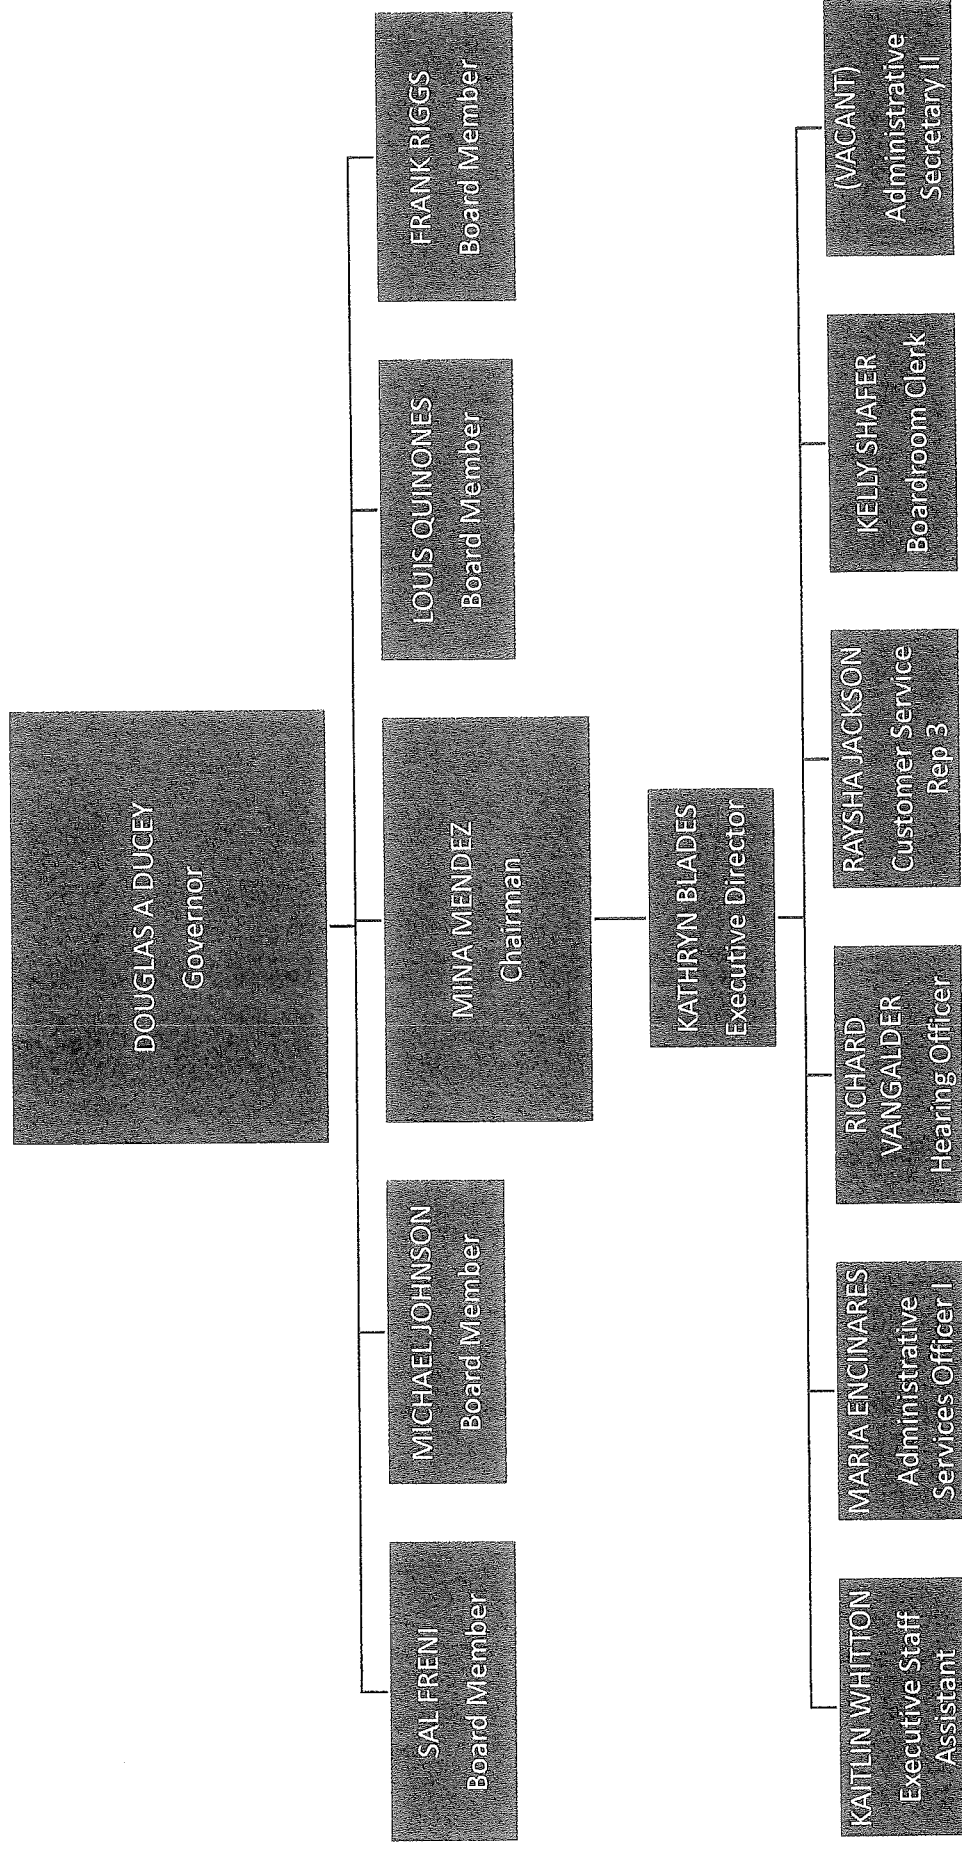 DOUGLAS A DUCEY
Governor
SAL FRENI
Board Member
MICHAEL JOHNSON
Board Member
MINA MENDEZ
Chairman
LOUIS QUINONES
Board Member
FRANK RIGGS
Board Member
KATHRYN BLADES
Executive Director
KAITLIN WHITTON
Executive Staff
Assistant
MARIA ENCINARES
Administrative
Services Officer I
RICHARD
VANGALDER
Hearing Officer
RAYSHA JACKSON
Customer Service
Rep 3
KELLY SHAFER
Boardroom Clerk
(VACANT)
Administrative
Secretary II